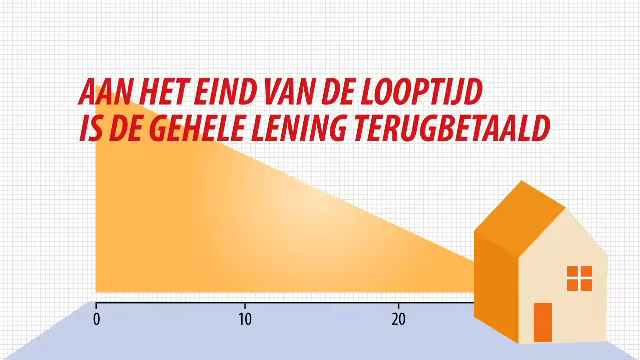 AAN HET EIND VAN DE LOOPTIJD
IS DE GEHELE LENING TERUGBETAALD
0 10 20